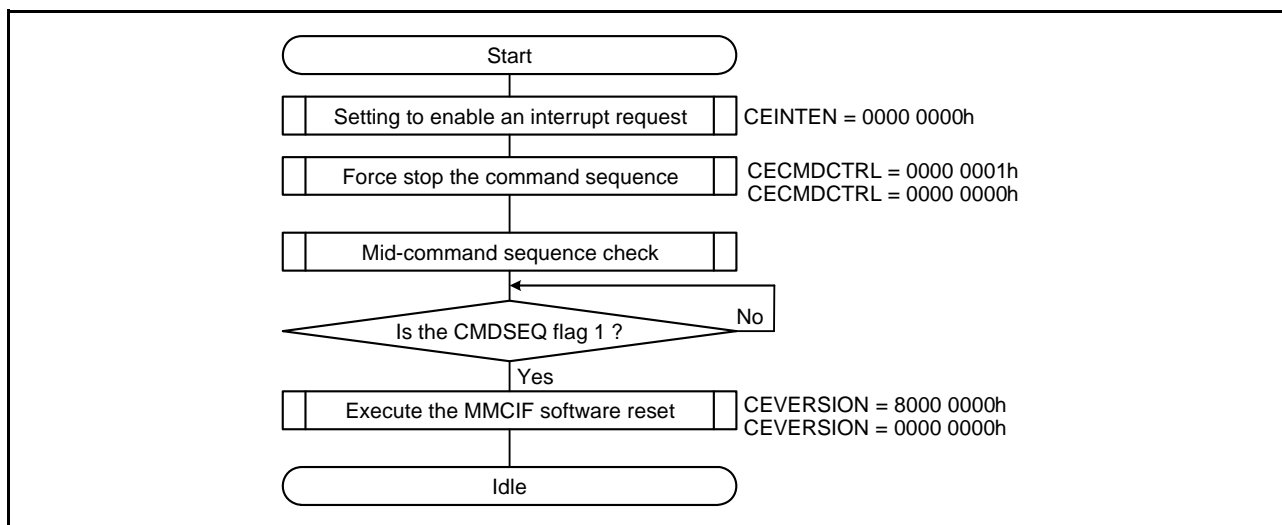 Start
Setting to enable an interrupt request
CEINTEN = 0000 0000h
Force stop the command sequence
CECMDCTRL = 0000 0001h
CECMDCTRL = 0000 0000h
Mid-command sequence check
Is the CMDSEQ flag 1 ?
No
Yes
Execute the MMCIF software reset
CEVERSION = 8000 0000h
CEVERSION = 0000 0000h
Idle